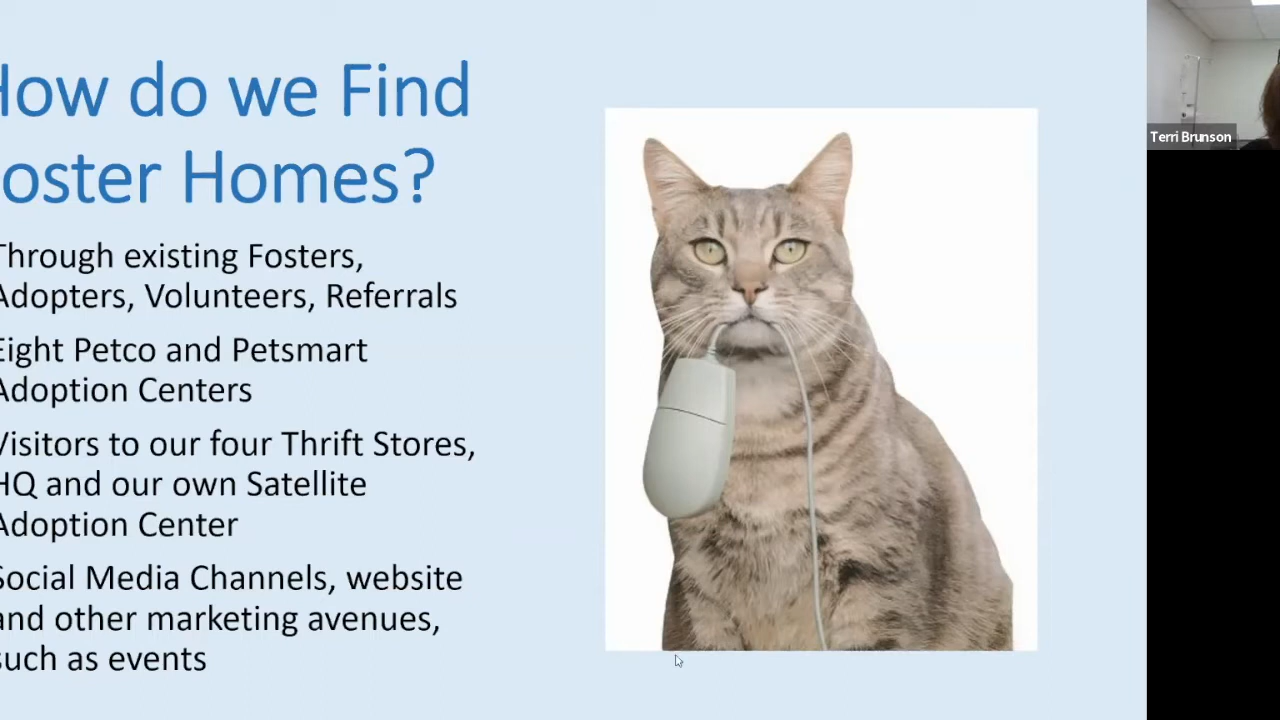 How do we Find
Foster Homes?
Through existing Fosters,
Adopters, Volunteers, Referrals
Eight Petco and Petsmart
Adoption Centers
Visitors to our four Thrift Stores,
HQ and our own Satellite
Adoption Center
Social Media Channels, website
and other marketing avenues,
such as events
Terri Brunson